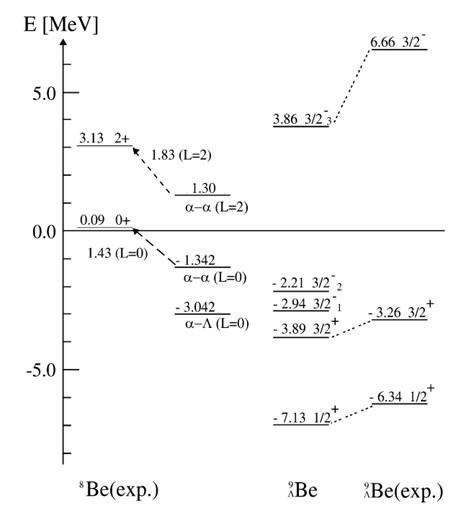 E [MeV]
6.66 3/2⁻
5.0
3.86 3/2⁻₃
3.13 2+
1.83 (L=2)
1.30
α−α (L=2)
0.09 0+
0.0
1.43 (L=0)
- 1.342
α−α (L=0)
- 2.21 3/2⁻₂
- 2.94 3/2⁻₁
- 3.042
α−Λ (L=0)
- 3.26 3/2⁺
- 3.89 3/2⁺
-5.0
- 6.34 1/2⁺
- 7.13 1/2⁺
⁸Be(exp.)
⁹ΛBe
⁹ΛBe(exp.)